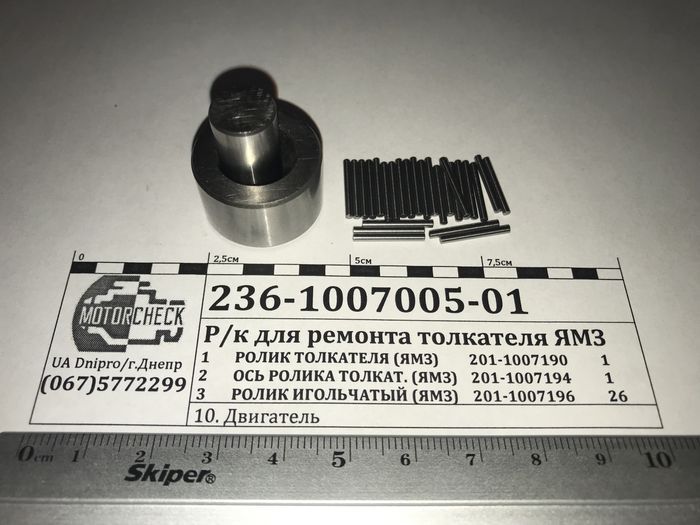 0 2,5см 5см 7,5см
236-1007005-01
MOTORCHECK
Р/к для ремонта толкателя ЯМЗ
UA Dnipro/г.Днепр
(067)5772299
1 РОЛИК ТОЛКАТЕЛЯ (ЯМЗ) 201-1007190 1
2 ОСЬ РОЛИКА ТОЛКАТ. (ЯМЗ) 201-1007194 1
3 РОЛИК ИГОЛЬЧАТЫЙ (ЯМЗ) 201-1007196 26
10. Двигатель
0cm 1 2 3 4 5 6 7 8 9 10
Skiper®